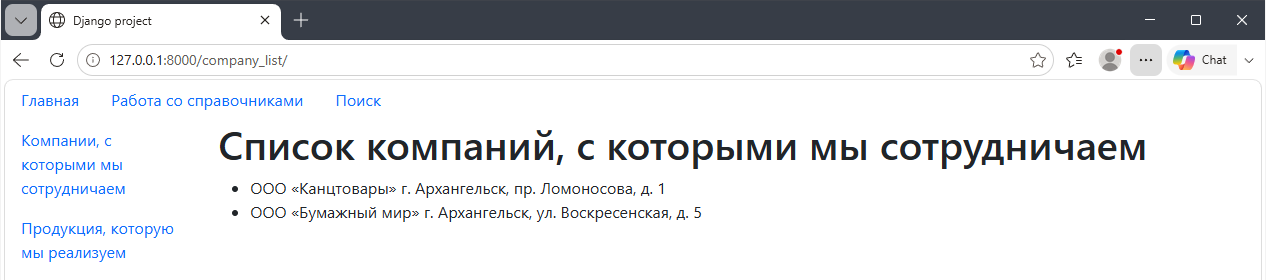 Django project
127.0.0.1:8000/company_list/
Chat
Главная Работа со справочниками Поиск
Компании, с
которыми мы
сотрудничаем
Продукция, которую
мы реализуем
Список компаний, с которыми мы сотрудничаем
ООО «Канцтовары» г. Архангельск, пр. Ломоносова, д. 1
ООО «Бумажный мир» г. Архангельск, ул. Воскресенская, д. 5